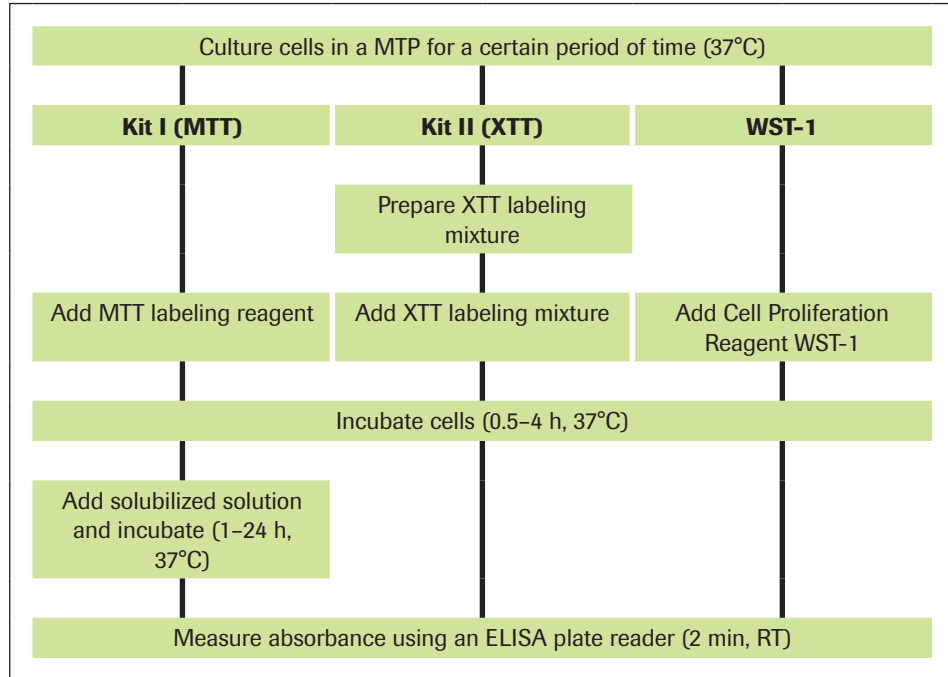 Culture cells in a MTP for a certain period of time (37°C)
Kit I (MTT)
Kit II (XTT)
WST-1
Prepare XTT labeling
mixture
Add MTT labeling reagent
Add XTT labeling mixture
Add Cell Proliferation
Reagent WST-1
Incubate cells (0.5–4 h, 37°C)
Add solubilized solution
and incubate (1–24 h,
37°C)
Measure absorbance using an ELISA plate reader (2 min, RT)